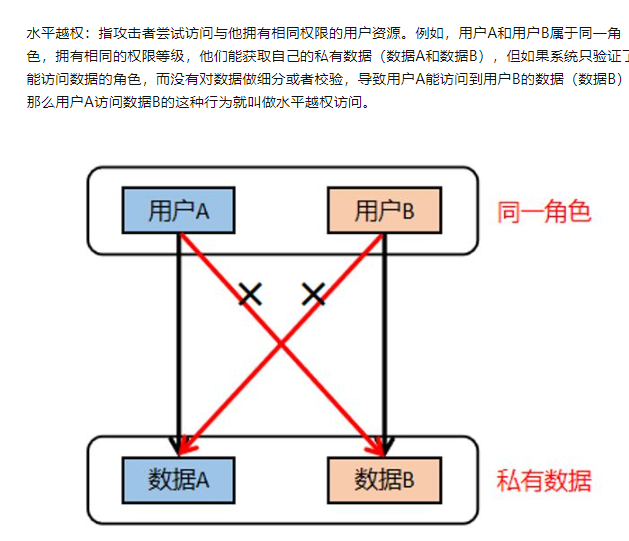 水平越权：指攻击者尝试访问与他拥有相同权限的用户资源。例如，用户A和用户B属于同一角
色，拥有相同的权限等级，他们能获取自己的私有数据（数据A和数据B），但如果系统只验证了
能访问数据的角色，而没有对数据做细分或者校验，导致用户A能访问到用户B的数据（数据B）
那么用户A访问数据B的这种行为就叫做水平越权访问。
用户A
用户B
同一角色
数据A
数据B
私有数据